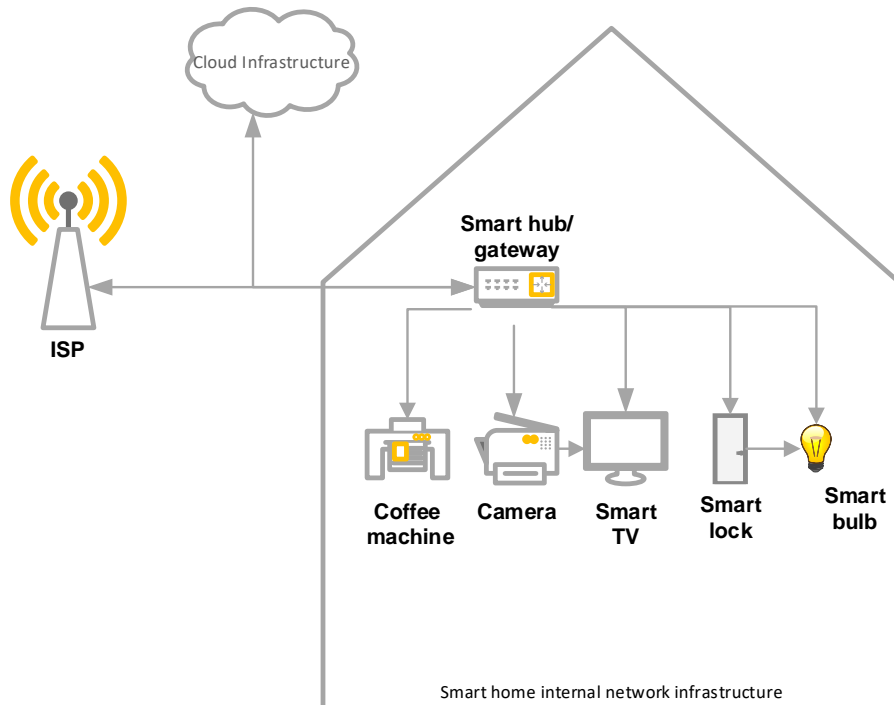 Cloud Infrastructure
Smart hub/
gateway
ISP
Coffee
machine
Camera
Smart
TV
Smart
lock
Smart
bulb
Smart home internal network infrastructure